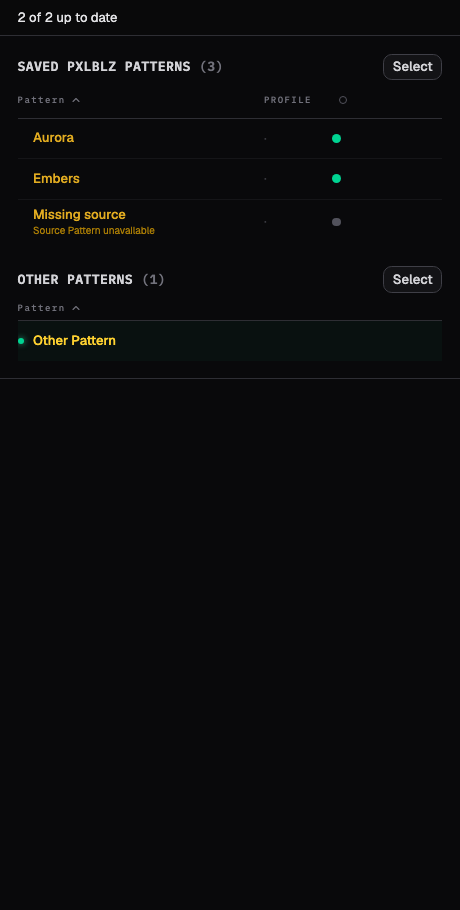 2 of 2 up to date
SAVED PXLBLZ PATTERNS (3)
Select
Pattern
PROFILE
Aurora
-
Embers
-
Missing source
Source Pattern unavailable
-
OTHER PATTERNS (1)
Select
Pattern
Other Pattern